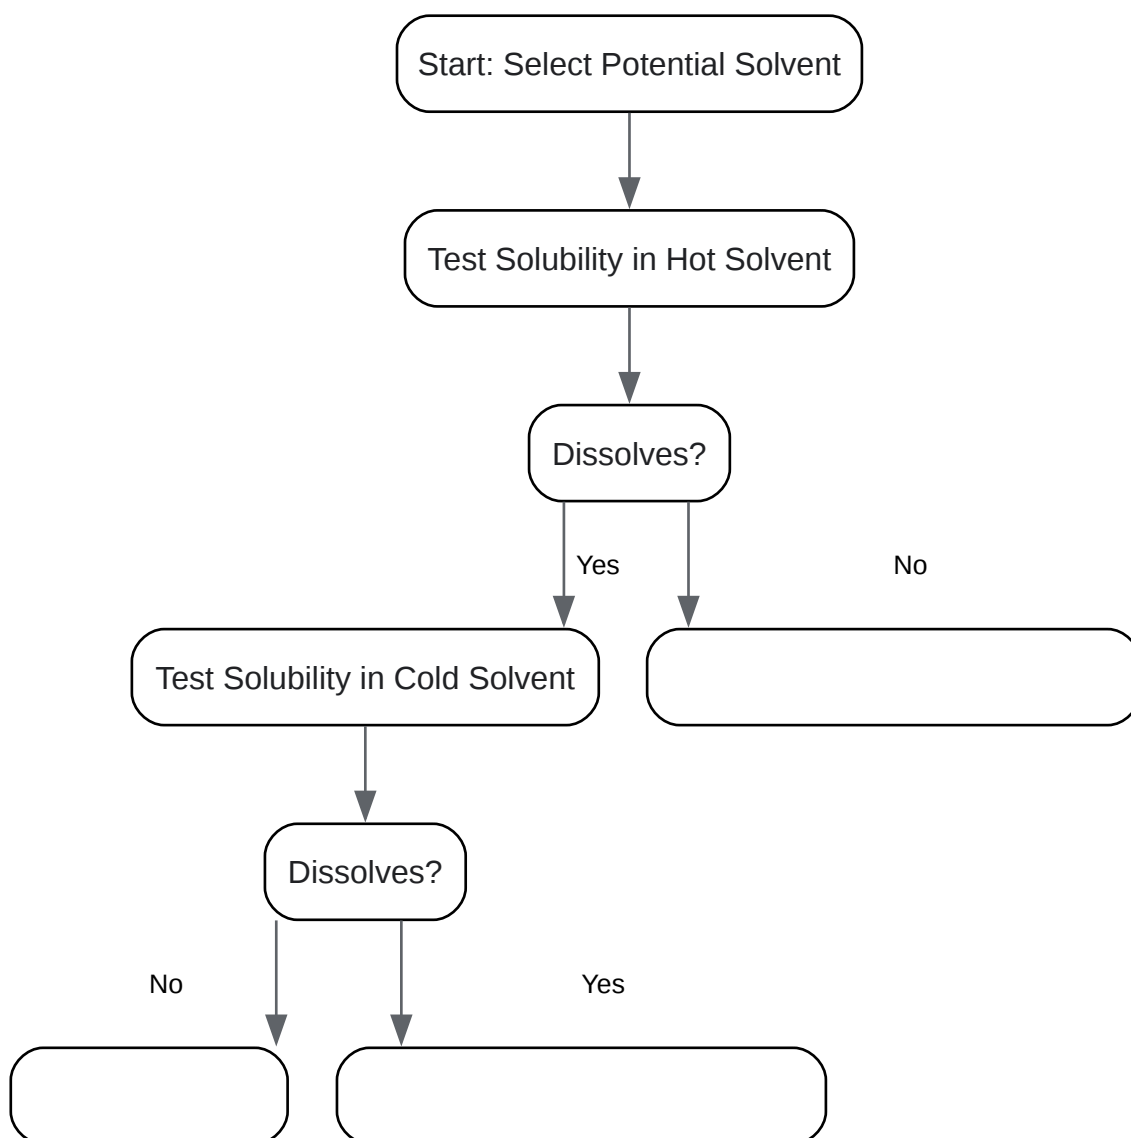 Start: Select Potential Solvent
Test Solubility in Hot Solvent
Dissolves?
Yes
No
Test Solubility in Cold Solvent
Dissolves?
No
Yes